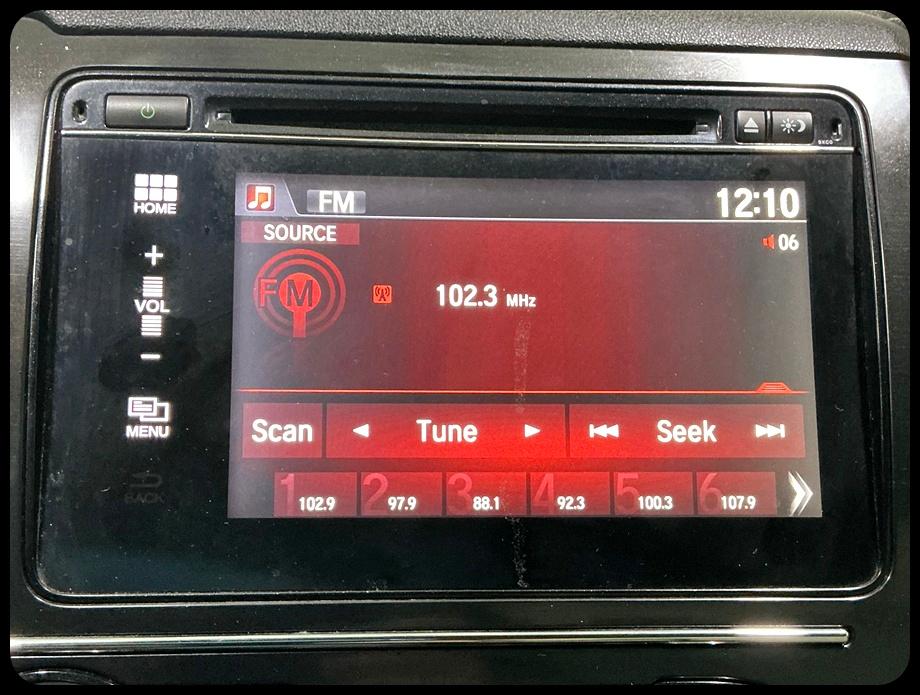 FM 12:10
HOME
SOURCE 06
FM 102.3 MHz
+
VOL
-
MENU
Scan Tune Seek
BACK
1 102.9 2 97.9 3 88.1 4 92.3 5 100.3 6 107.9